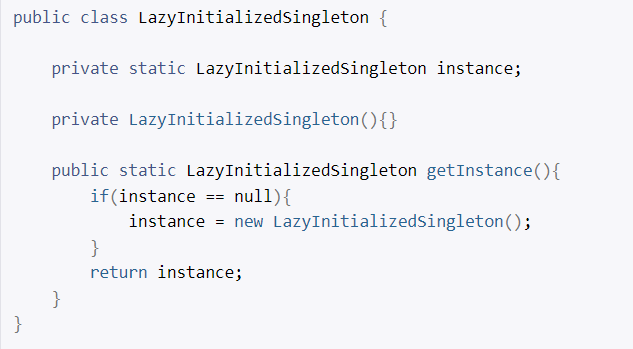 public class LazyInitializedSingleton {
private static LazyInitializedSingleton instance;
private LazyInitializedSingleton(){}
public static LazyInitializedSingleton getInstance(){
if(instance == null){
instance = new LazyInitializedSingleton();
}
return instance;
}
}